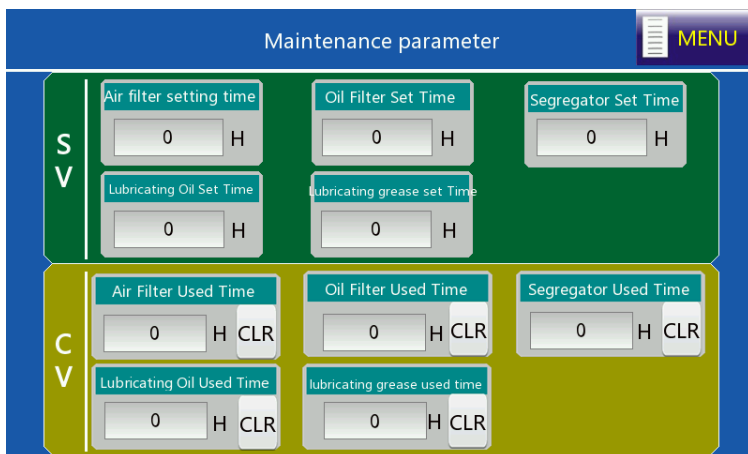 Maintenance parameter
MENU
S
V
Air filter setting time
0 H
Oil Filter Set Time
0 H
Segregator Set Time
0 H
Lubricating Oil Set Time
0 H
Lubricating grease set Time
0 H
C
V
Air Filter Used Time
0 H CLR
Oil Filter Used Time
0 H CLR
Segregator Used Time
0 H CLR
Lubricating Oil Used Time
0 H CLR
lubricating grease used time
0 H CLR